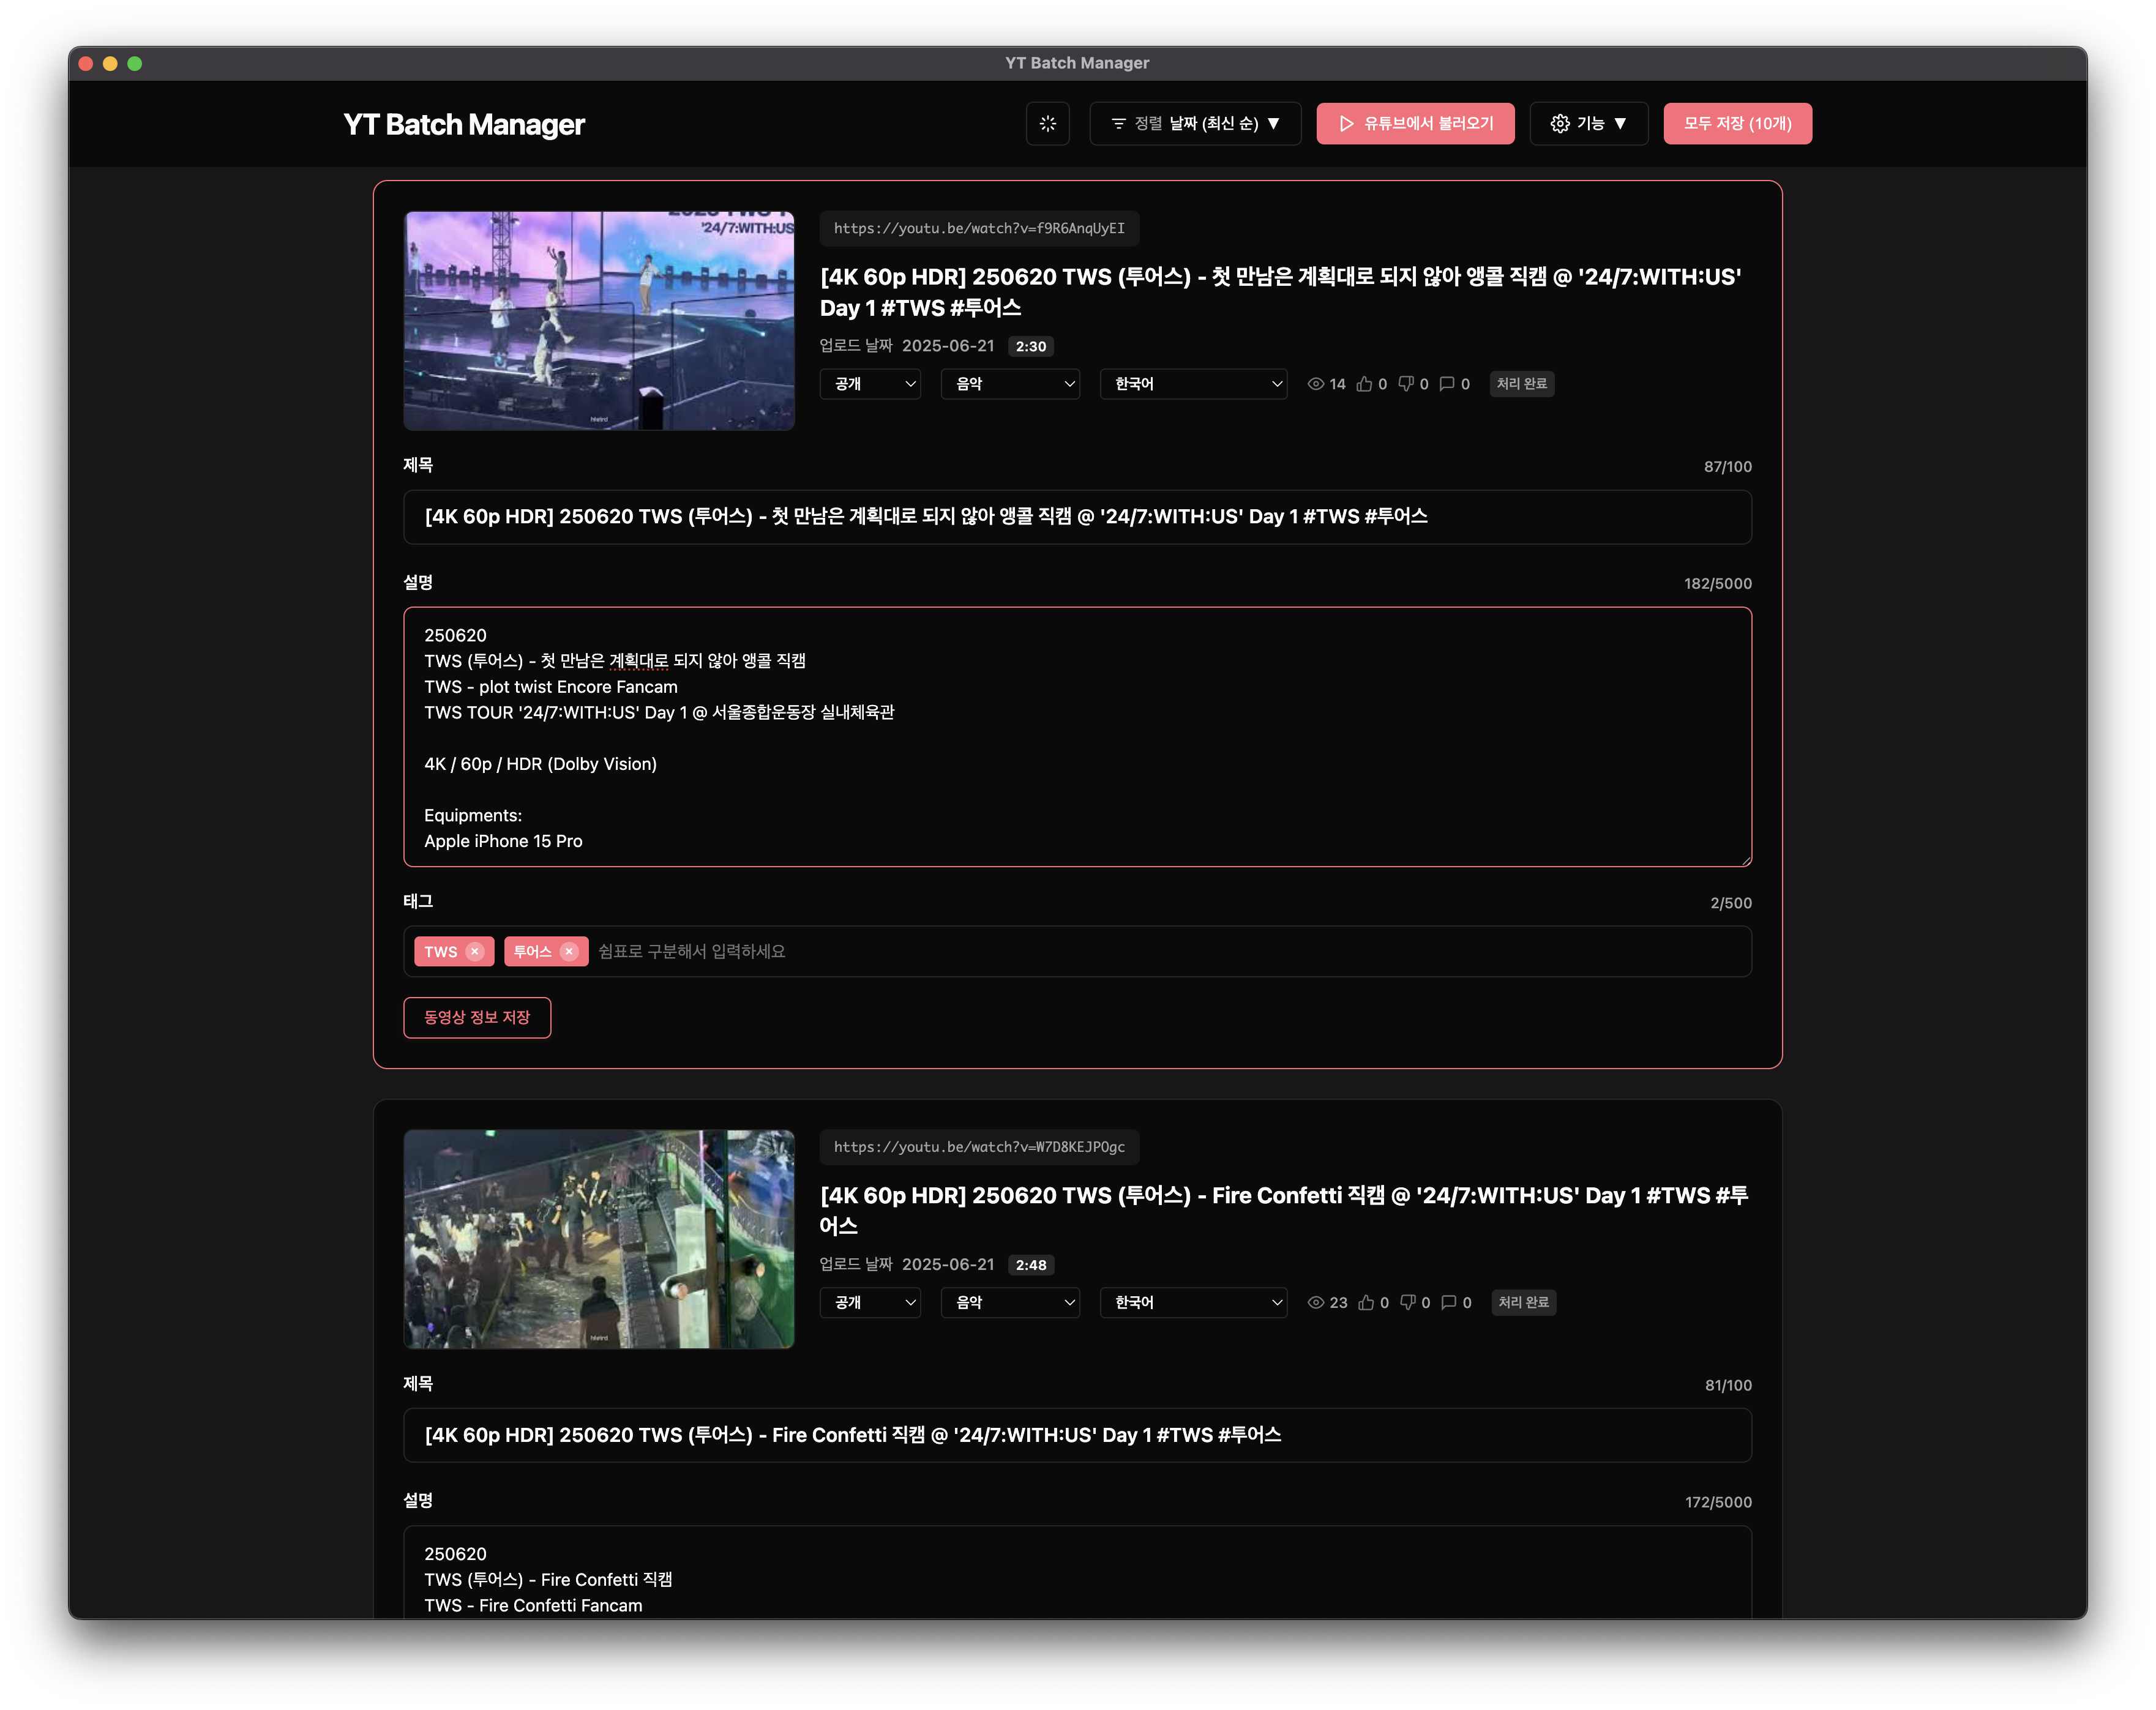 YT Batch Manager
YT Batch Manager
정렬 날짜 (최신 순) ▼
유튜브에서 불러오기
기능 ▼
모두 저장 (10개)
'24/7:WITH:US
hiwird
https://youtu.be/watch?v=f9R6AnqUyEI
[4K 60p HDR] 250620 TWS (투어스) - 첫 만남은 계획대로 되지 않아 앵콜 직캠 @ '24/7:WITH:US'
Day 1 #TWS #투어스
업로드 날짜 2025-06-21 2:30
공개 음악 한국어 14 0 0 0 처리 완료
제목 87/100
[4K 60p HDR] 250620 TWS (투어스) - 첫 만남은 계획대로 되지 않아 앵콜 직캠 @ '24/7:WITH:US' Day 1 #TWS #투어스
설명 182/5000
250620
TWS (투어스) - 첫 만남은 계획대로 되지 않아 앵콜 직캠
TWS - plot twist Encore Fancam
TWS TOUR '24/7:WITH:US' Day 1 @ 서울종합운동장 실내체육관
4K / 60p / HDR (Dolby Vision)
Equipments:
Apple iPhone 15 Pro
태그 2/500
TWS × 투어스 × 쉼표로 구분해서 입력하세요
동영상 정보 저장
https://youtu.be/watch?v=W7D8KEJPOgc
[4K 60p HDR] 250620 TWS (투어스) - Fire Confetti 직캠 @ '24/7:WITH:US' Day 1 #TWS #투
어스
업로드 날짜 2025-06-21 2:48
공개 음악 한국어 23 0 0 0 처리 완료
제목 81/100
[4K 60p HDR] 250620 TWS (투어스) - Fire Confetti 직캠 @ '24/7:WITH:US' Day 1 #TWS #투어스
설명 172/5000
250620
TWS (투어스) - Fire Confetti 직캠
TWS - Fire Confetti Fancam